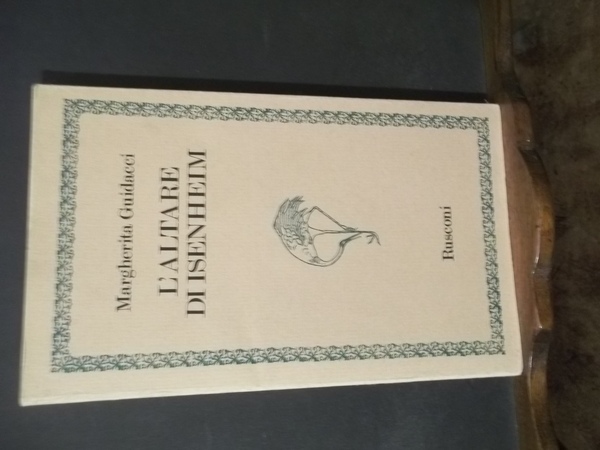 Margherita Guidacci
L'ALTARE
DI ISENHEIM
Rusconi